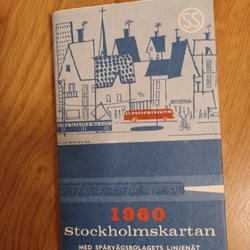 SS
1960
Stockholmskartan
MED SPÅRVÄGSBOLAGETS LINJENÄT